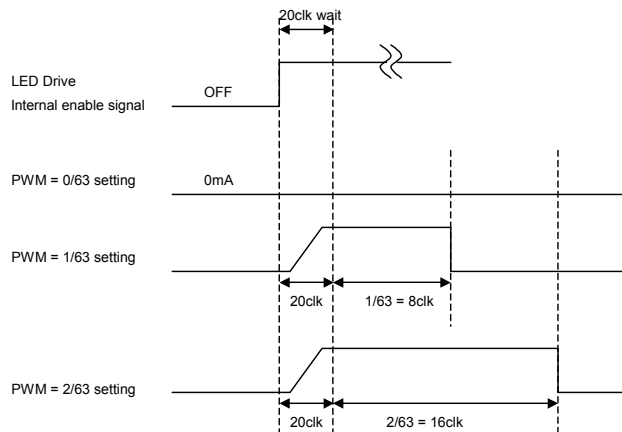 20clk wait
LED Drive
Internal enable signal
OFF
PWM = 0/63 setting
0mA
PWM = 1/63 setting
20clk
1/63 = 8clk
PWM = 2/63 setting
20clk
2/63 = 16clk